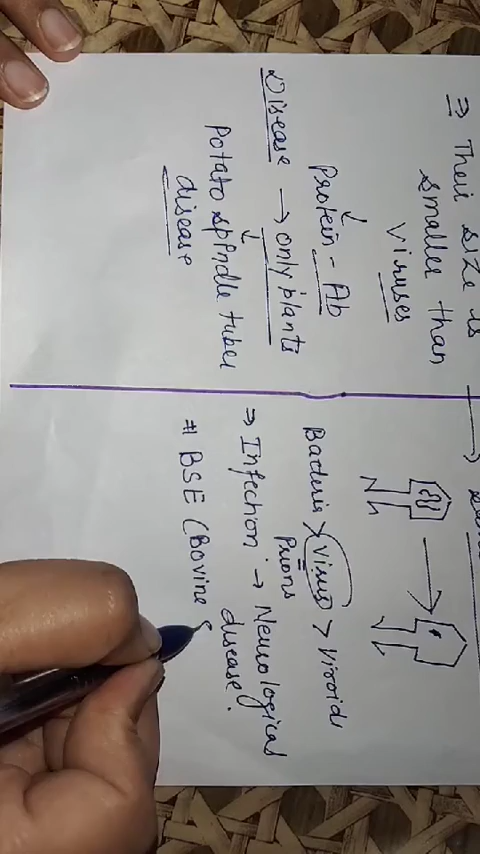 ⇒ Their size is
smaller than
viruses
Protein - Ab
Disease → only plants
Potato spindle tuber
disease
Bacteria > Virus > Viroids
Prions
⇒ Infection → Neurological
disease.
# BSE (Bovine S